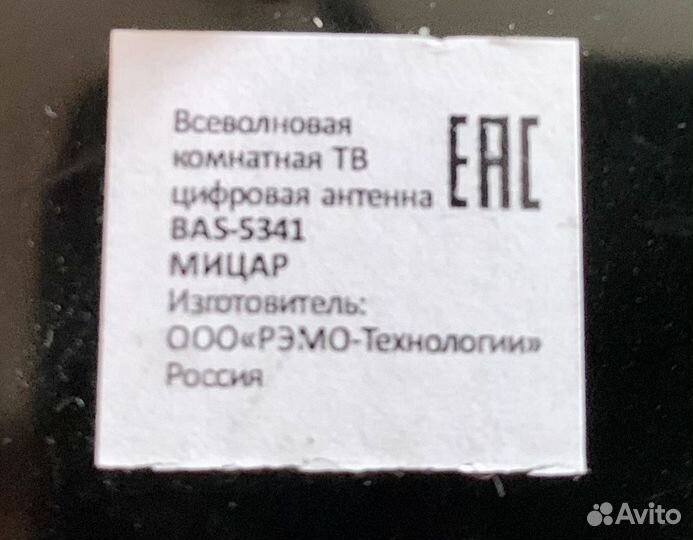 Всеволновая
комнатная ТВ
цифровая антенна
BAS-5341
МИЦАР
Изготовитель:
ООО«РЭМО-Технологии»
Россия
EAC
Avito